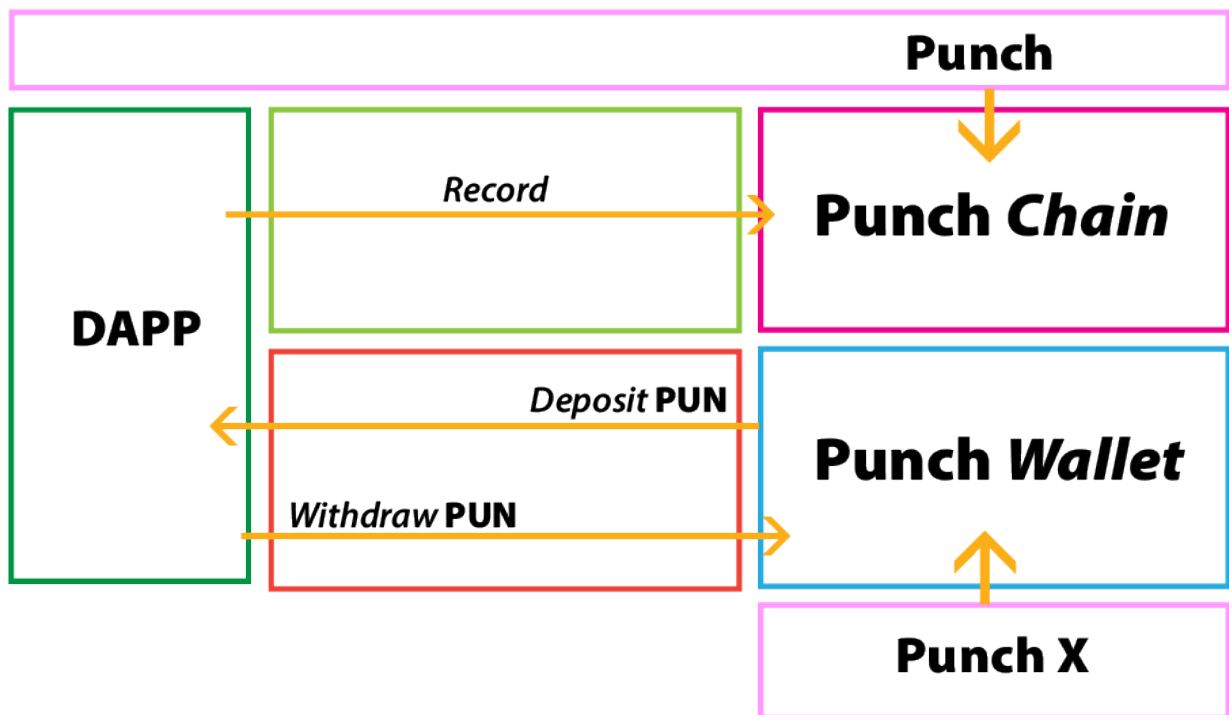 Punch
Record
Punch Chain
DAPP
Deposit PUN
Punch Wallet
Withdraw PUN
Punch X